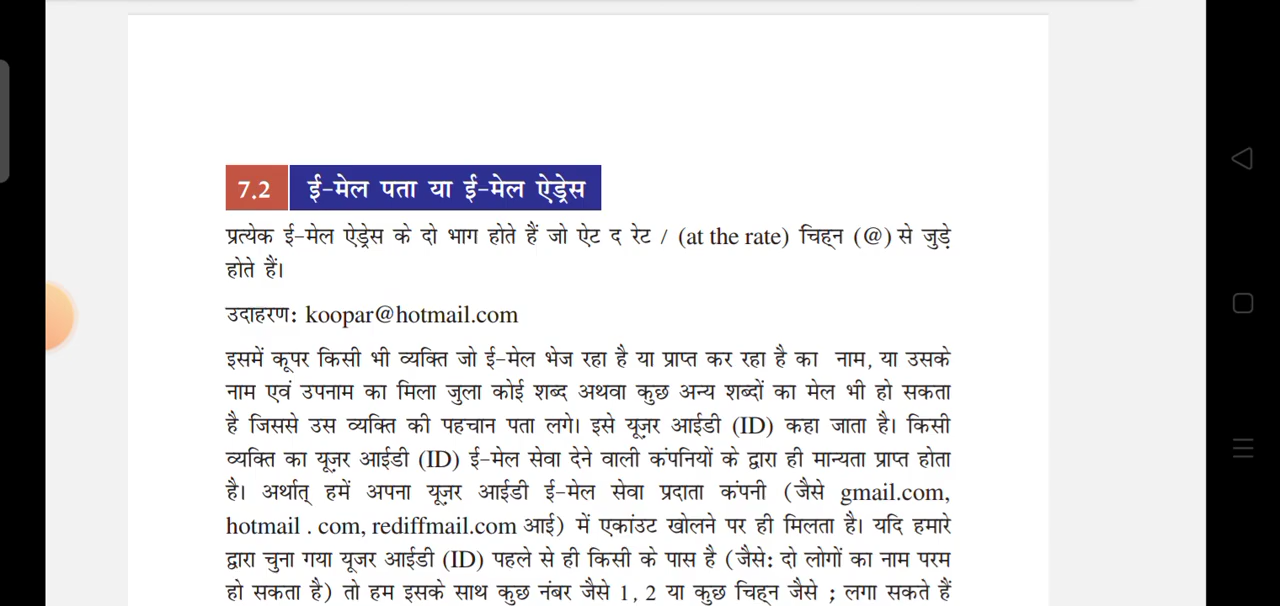 7.2 ई-मेल पता या ई-मेल ऐड्रेस
प्रत्येक ई-मेल ऐड्रेस के दो भाग होते हैं जो ऐट द रेट / (at the rate) चिह्न (@) से जुड़े
होते हैं।
उदाहरण: koopar@hotmail.com
इसमें कूपर किसी भी व्यक्ति जो ई-मेल भेज रहा है या प्राप्त कर रहा है का नाम, या उसके
नाम एवं उपनाम का मिला जुला कोई शब्द अथवा कुछ अन्य शब्दों का मेल भी हो सकता
है जिससे उस व्यक्ति की पहचान पता लगे। इसे यूज़र आईडी (ID) कहा जाता है। किसी
व्यक्ति का यूज़र आईडी (ID) ई-मेल सेवा देने वाली कंपनियों के द्वारा ही मान्यता प्राप्त होता
है। अर्थात् हमें अपना यूज़र आईडी ई-मेल सेवा प्रदाता कंपनी (जैसे gmail.com,
hotmail . com, rediffmail.com आई) में एकांउट खोलने पर ही मिलता है। यदि हमारे
द्वारा चुना गया यूजर आईडी (ID) पहले से ही किसी के पास है (जैसे: दो लोगों का नाम परम
हो सकता है) तो हम इसके साथ कुछ नंबर जैसे 1, 2 या कुछ चिह्न जैसे ; लगा सकते हैं